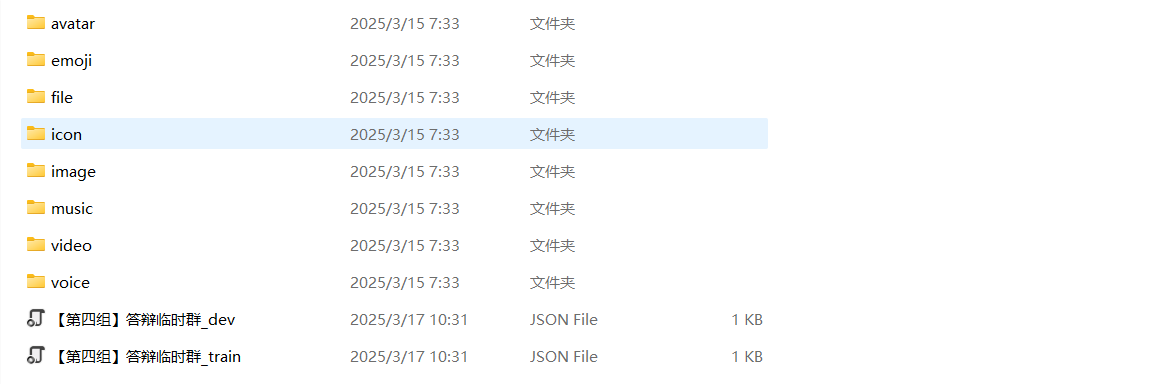 avatar 2025/3/15 7:33 文件夹
emoji 2025/3/15 7:33 文件夹
file 2025/3/15 7:33 文件夹
icon 2025/3/15 7:33 文件夹
image 2025/3/15 7:33 文件夹
music 2025/3/15 7:33 文件夹
video 2025/3/15 7:33 文件夹
voice 2025/3/15 7:33 文件夹
【第四组】答辩临时群_dev 2025/3/17 10:31 JSON File 1 KB
【第四组】答辩临时群_train 2025/3/17 10:31 JSON File 1 KB